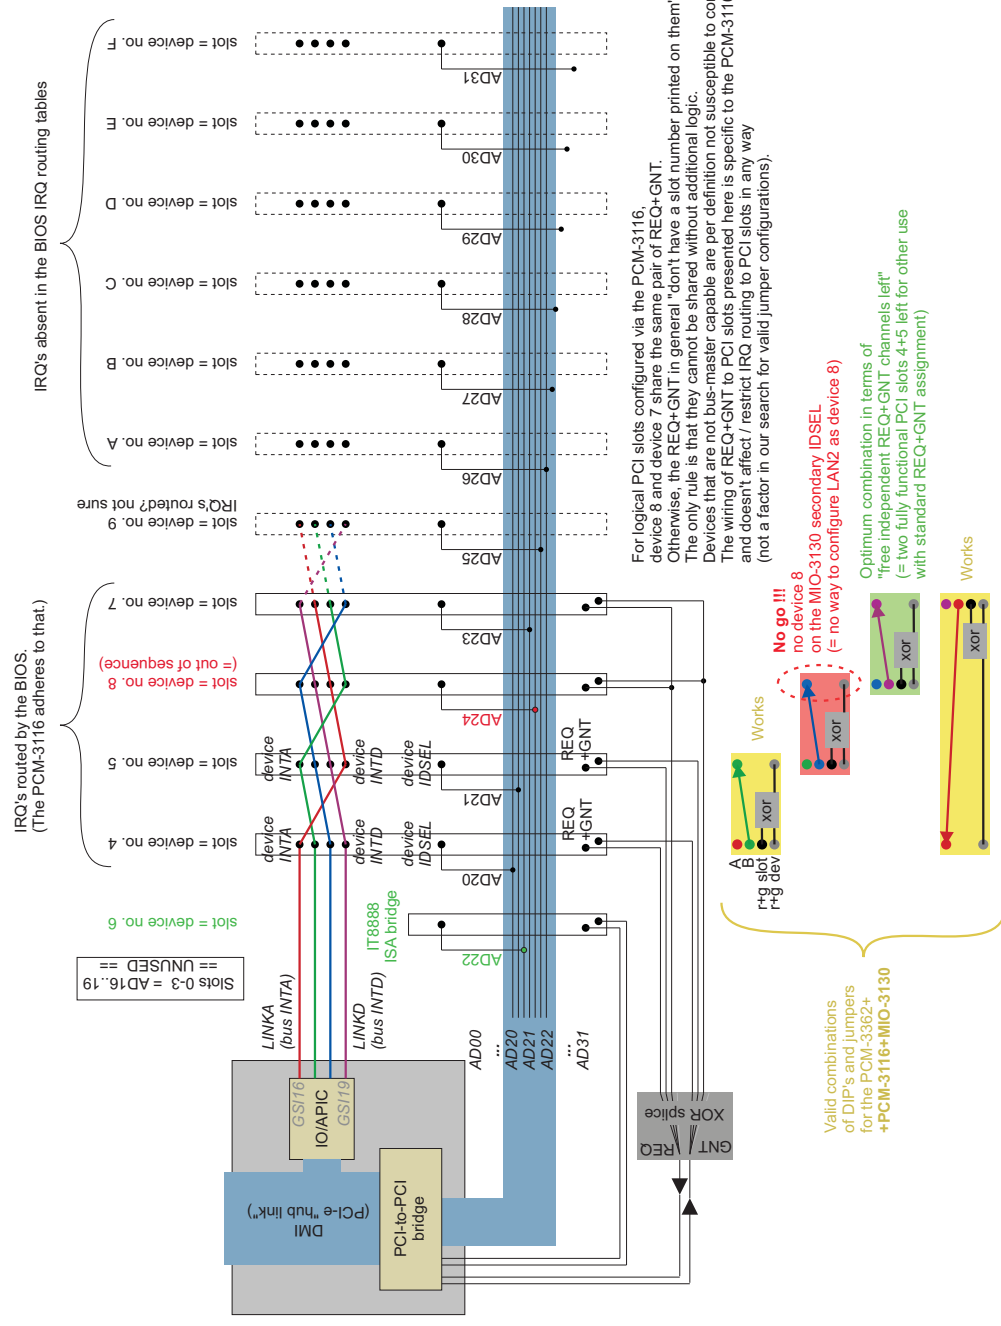 IRQ's routed by the BIOS.
(The PCM-3116 adheres to that.)
IRQ's absent in the BIOS IRQ routing tables
Slots 0-3 = AD16..19
== UNUSED ==
slot = device no. 6
slot = device no. 4
slot = device no. 5
slot = device no. 8
(= out of sequence)
slot = device no. 7
slot = device no. 9
IRQ's routed? not sure
slot = device no. A
slot = device no. B
slot = device no. C
slot = device no. D
slot = device no. E
slot = device no. F
LINKA
(bus INTA)
LINKD
(bus INTD)
device
INTA
device
INTD
device
IDSEL
device
INTA
device
INTD
device
IDSEL
IT8888
ISA bridge
AD22
AD20
AD21
AD24
AD23
AD25
AD26
AD27
AD28
AD29
AD30
AD31
REQ
+GNT
REQ
+GNT
GSI16
IO/APIC
GSI19
DMI
(PCI-e "hub link")
PCI-to-PCI
bridge
AD00
...
AD20
AD21
AD22
...
AD31
REQ
GNT
XOR splice
For logical PCI slots configured via the PCM-3116,
device 8 and device 7 share the same pair of REQ+GNT.
Otherwise, the REQ+GNT in general "don't have a slot number printed on them"
The only rule is that they cannot be shared without additional logic.
Devices that are not bus-master capable are per definition not susceptible to
The wiring of REQ+GNT to PCI slots presented here is specific to the PCM-3116
and doesn't affect / restrict IRQ routing to PCI slots in any way
(not a factor in our search for valid jumper configurations).
Valid combinations
of DIP's and jumpers
for the PCM-3362+
+PCM-3116+MIO-3130
A
B
r+g slot
r+g dev
xor
Works
xor
No go !!!
no device 8
on the MIO-3130 secondary IDSEL
(= no way to configure LAN2 as device 8)
xor
Optimum combination in terms of
"free independent REQ+GNT channels left"
(= two fully functional PCI slots 4+5 left for other use
with standard REQ+GNT assignment)
xor
Works